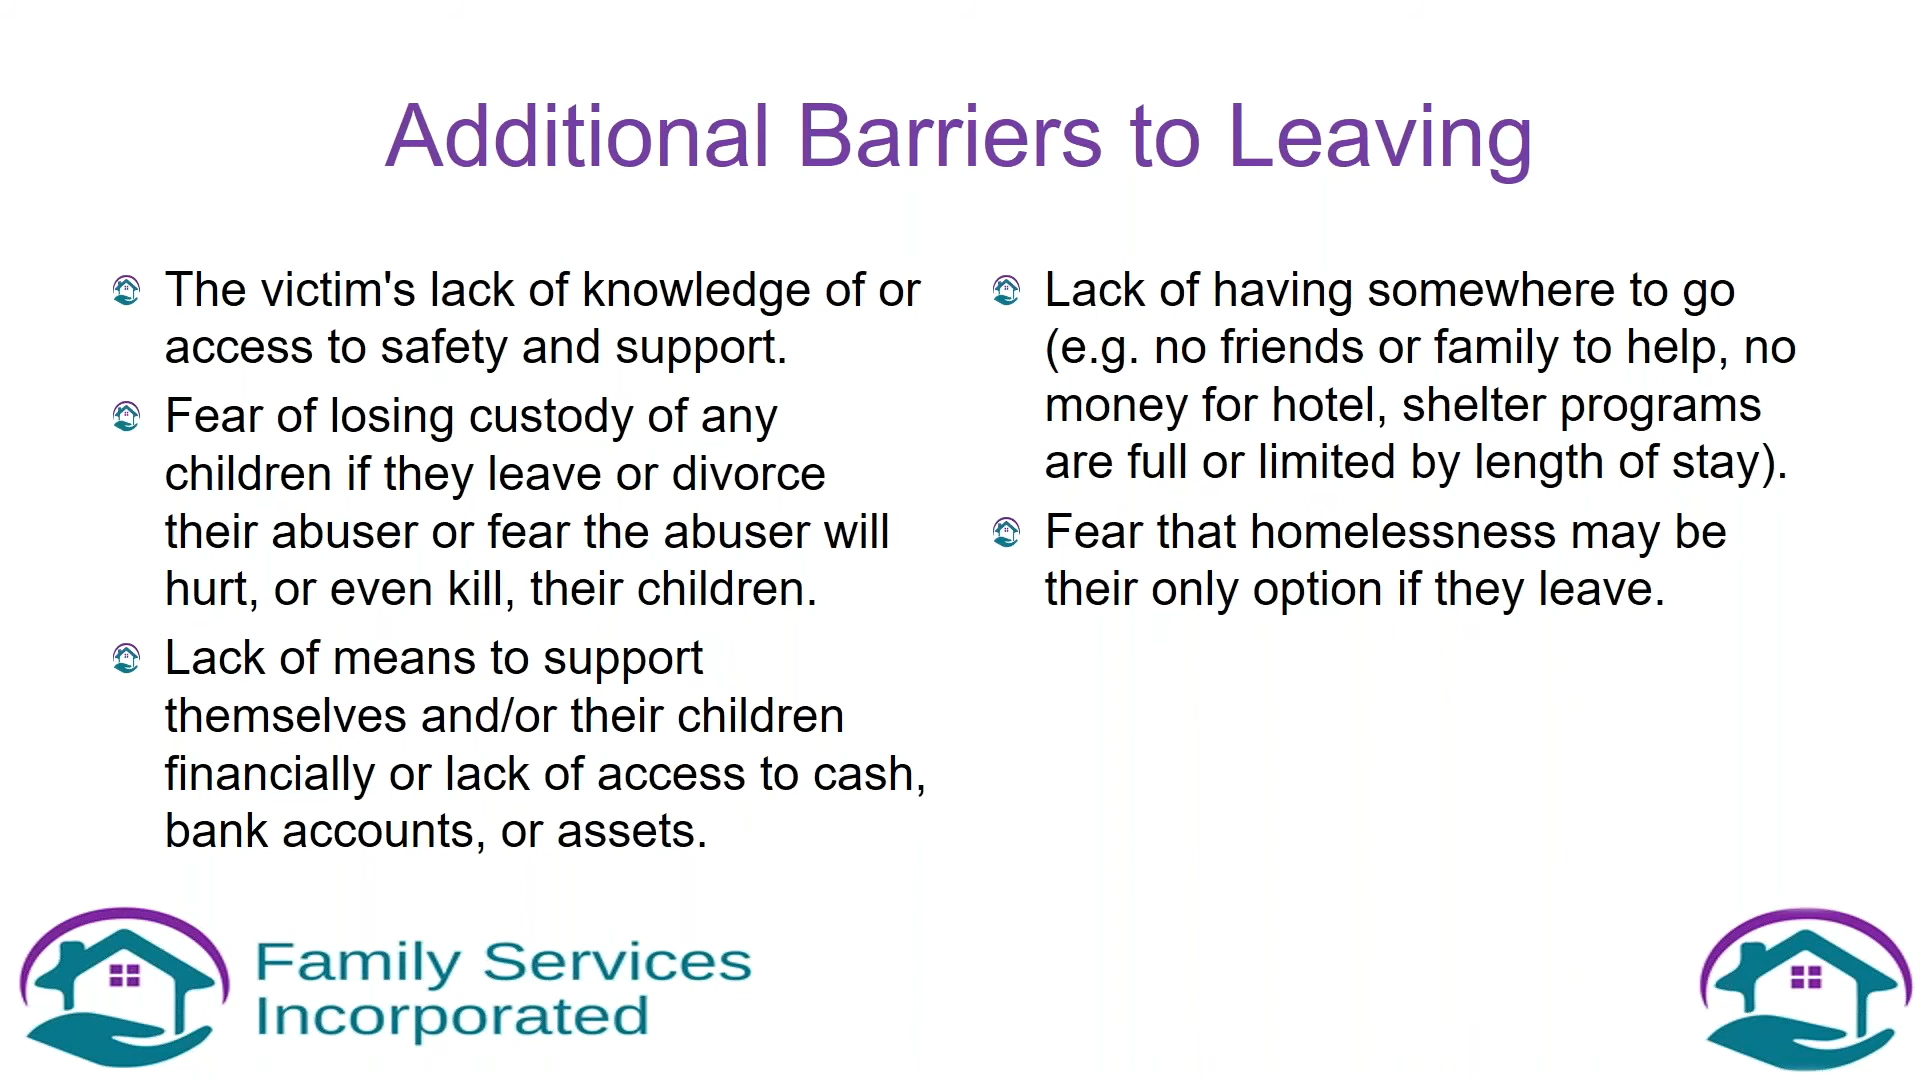 Additional Barriers to Leaving
The victim's lack of knowledge of or
access to safety and support.
Fear of losing custody of any
children if they leave or divorce
their abuser or fear the abuser will
hurt, or even kill, their children.
Lack of means to support
themselves and/or their children
financially or lack of access to cash,
bank accounts, or assets.
Lack of having somewhere to go
(e.g. no friends or family to help, no
money for hotel, shelter programs
are full or limited by length of stay).
Fear that homelessness may be
their only option if they leave.
Family Services
Incorporated